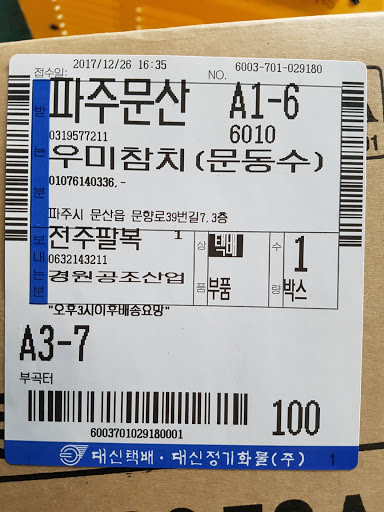 접수일: 2017/12/26 16:35 NO. 6003-701-029180
받는분
파주문산 A1-6
0319577211 6010
우미참치(문동수)
01076140336,-
파주시 문산읍 문향로39번길7.3층
보내는분
전주팔복 1 상품 택배 수량 1
0632143211
경원공조산업 부품 박스
"오후3시이후배송요망"
A3-7
부곡터
6003701029180001 100
대신택배·대신정기화물(주) 1